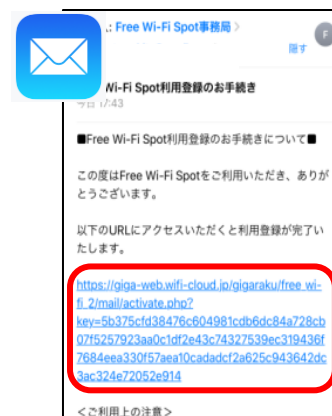 : Free Wi-Fi Spot事務局
F
隠す
Wi-Fi Spot利用登録のお手続き
今日 17:43
■Free Wi-Fi Spot利用登録のお手続きについて■
この度はFree Wi-Fi Spotをご利用いただき、ありが
とうございます。
以下のURLにアクセスいただくと利用登録が完了い
たします。
https://giga-web.wifi-cloud.jp/gigaraku/free_wi-
fi_2/mail/activate.php?
key=5b375cfd38476c604981cdb6dc84a728cb
07f5257923aa0c1df2e43c74327539ec319436f
7684eea330f57aea10cadadcf2a625c943642dc
3ac324e72052e914
＜ご利用上の注意＞